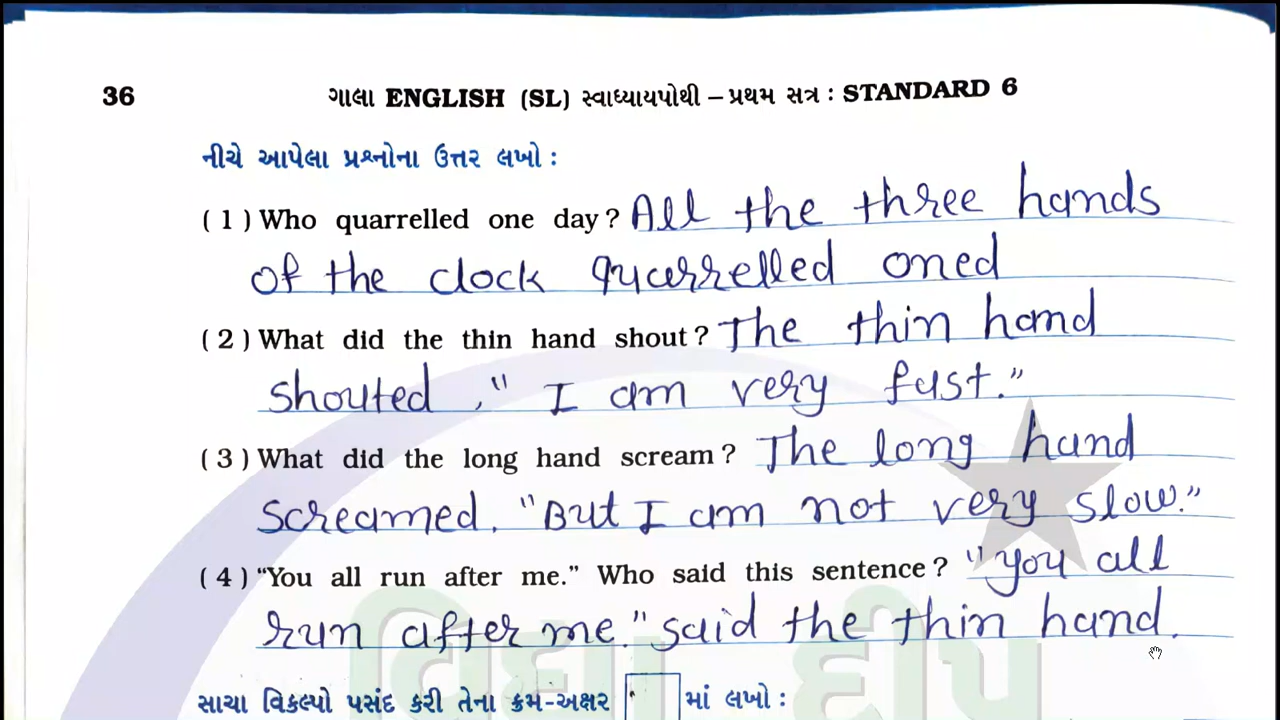 36
ગાલા ENGLISH (SL) સ્વાધ્યાયપોથી – પ્રથમ સત્ર : STANDARD 6
નીચે આપેલા પ્રશ્નોના ઉત્તર લખો :
(1) Who quarrelled one day? All the three hands
of the clock quarrelled oned
(2) What did the thin hand shout? The thin hand
shouted, " I am very fast."
(3) What did the long hand scream? The long hand
screamed. "But I am not very slow."
(4) "You all run after me." Who said this sentence? "you all
run after me." said the thin hand.
સાચા વિકલ્પો પસંદ કરી તેના ક્રમ-અક્ષર માં લખો :
વિદ્યા દીપ